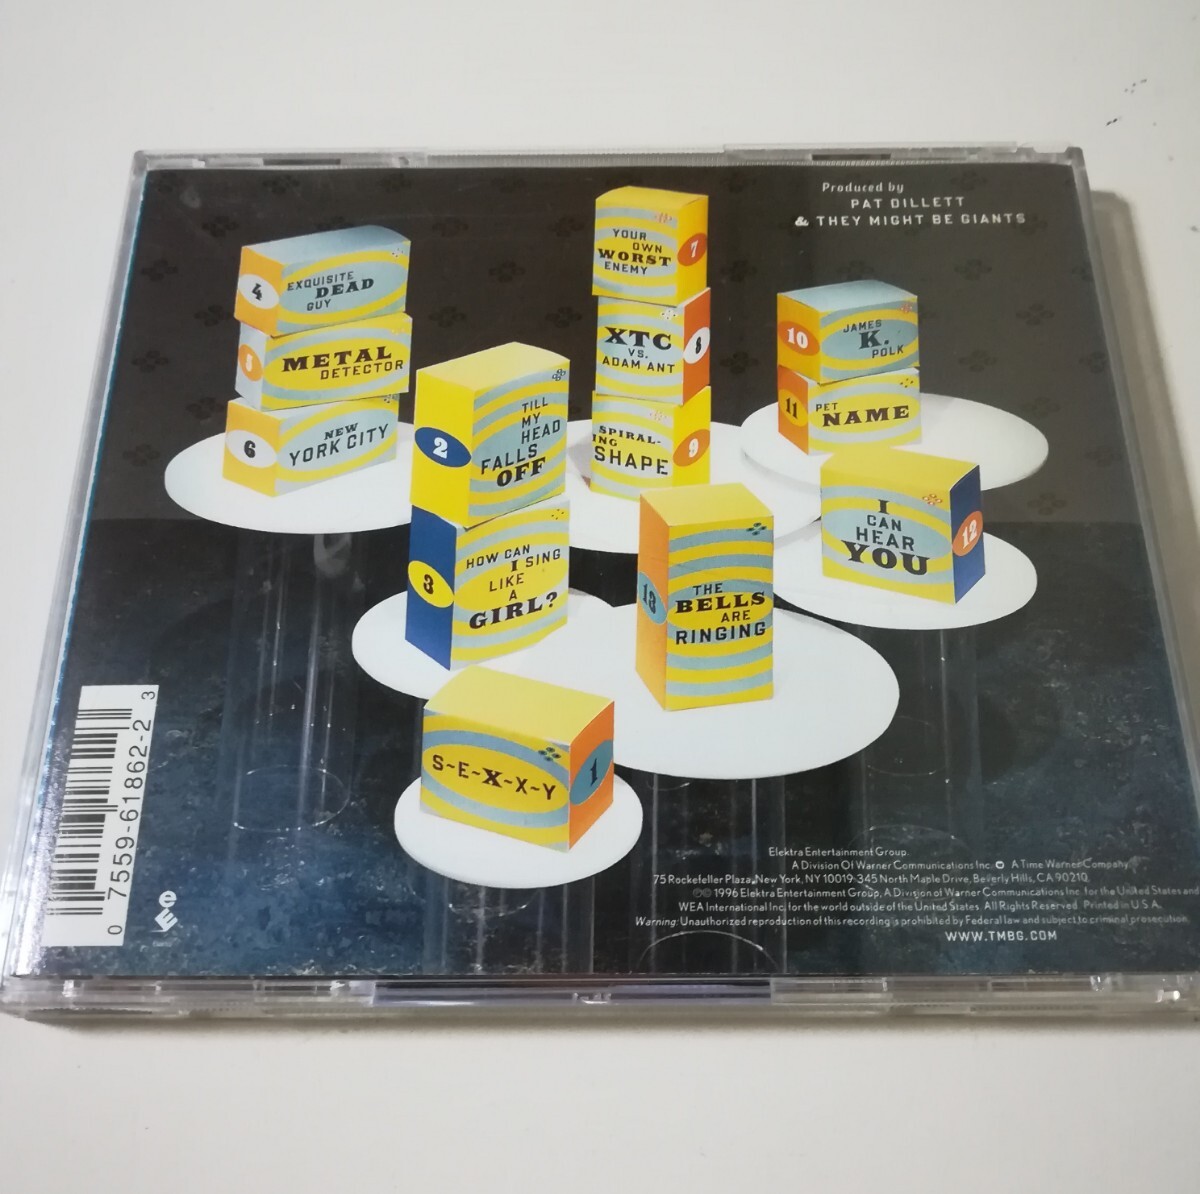 Produced by
PAT DILLETT
& THEY MIGHT BE GIANTS
4
EXQUISITE
DEAD
GUY
5
METAL
DETECTOR
6
NEW
YORK CITY
2
TILL
MY
HEAD
FALLS
OFF
3
HOW CAN
I SING
LIKE
A
GIRL?
7
YOUR
OWN
WORST
ENEMY
8
XTC
VS.
ADAM ANT
9
SPIRAL-
ING
SHAPE
10
JAMES
K.
POLK
11
PET
NAME
12
I
CAN
HEAR
YOU
13
THE
BELLS
ARE
RINGING
1
S~E~X~X~Y
0 7559-61862-2 3
Elektra Entertainment Group.
A Division Of Warner Communications Inc. A Time Warner Company.
75 Rockefeller Plaza, New York, NY 10019·345 North Maple Drive, Beverly Hills, CA 90210.
℗© 1996 Elektra Entertainment Group, A Division of Warner Communications Inc. for the United States and
WEA International Inc. for the world outside of the United States. All Rights Reserved. Printed in U.S.A.
Warning: Unauthorized reproduction of this recording is prohibited by Federal law and subject to criminal prosecution.
WWW.TMBG.COM